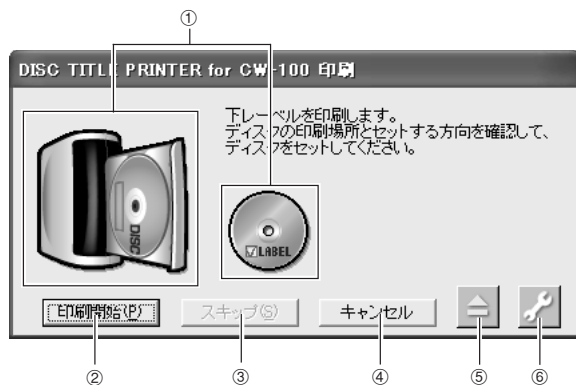 ①
DISC TITLE PRINTER for CW-100 印刷
下レーベルを印刷します。
ディスクの印刷場所とセットする方向を確認して、
ディスクをセットしてください。
DISC
LABEL
印刷開始(P)
スキップ(S)
キャンセル
② ③ ④ ⑤ ⑥